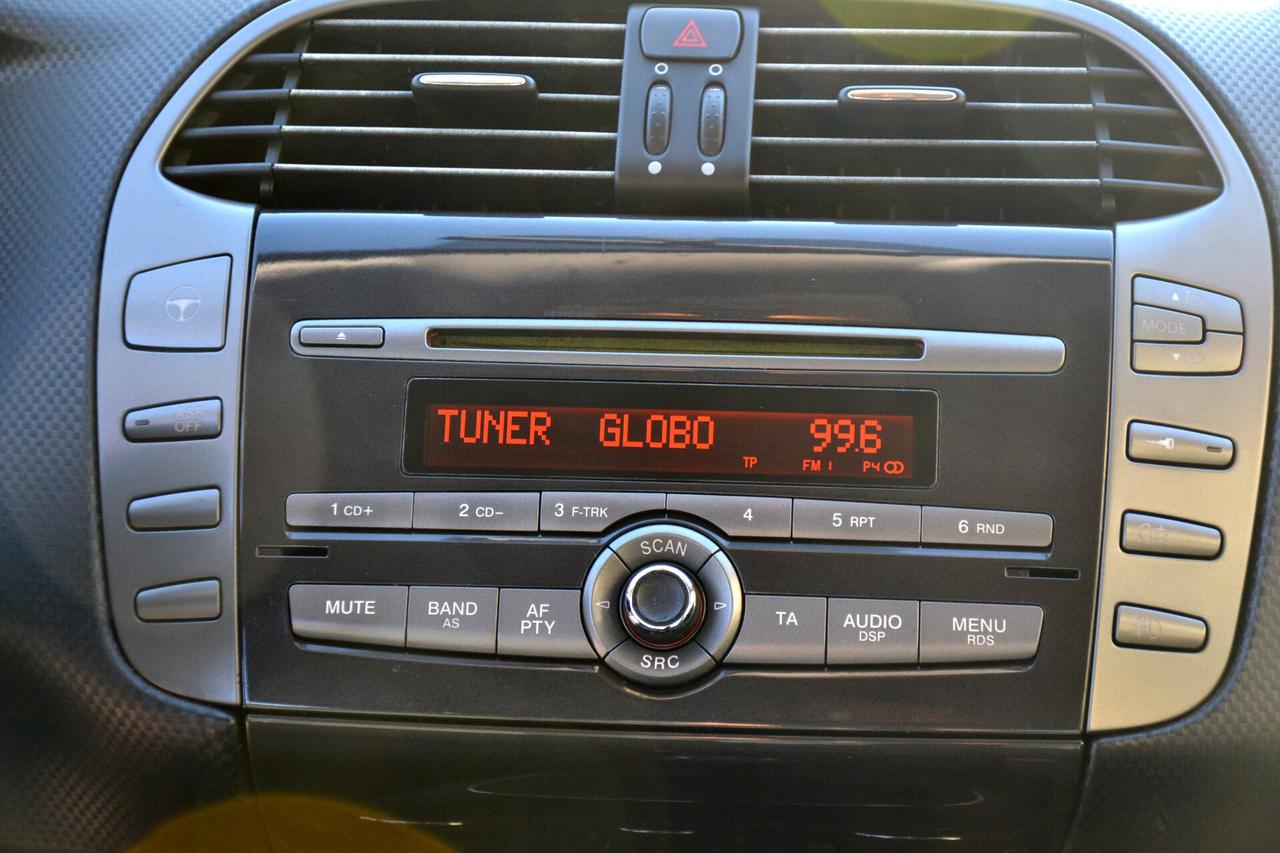 MODE
ASR
OFF
TUNER GLOBO 99.6
TP FM 1 P4
1 CD+ 2 CD- 3 F-TRK 4 5 RPT 6 RND
SCAN
MUTE BAND AF TA AUDIO MENU
AS PTY DSP RDS
SRC